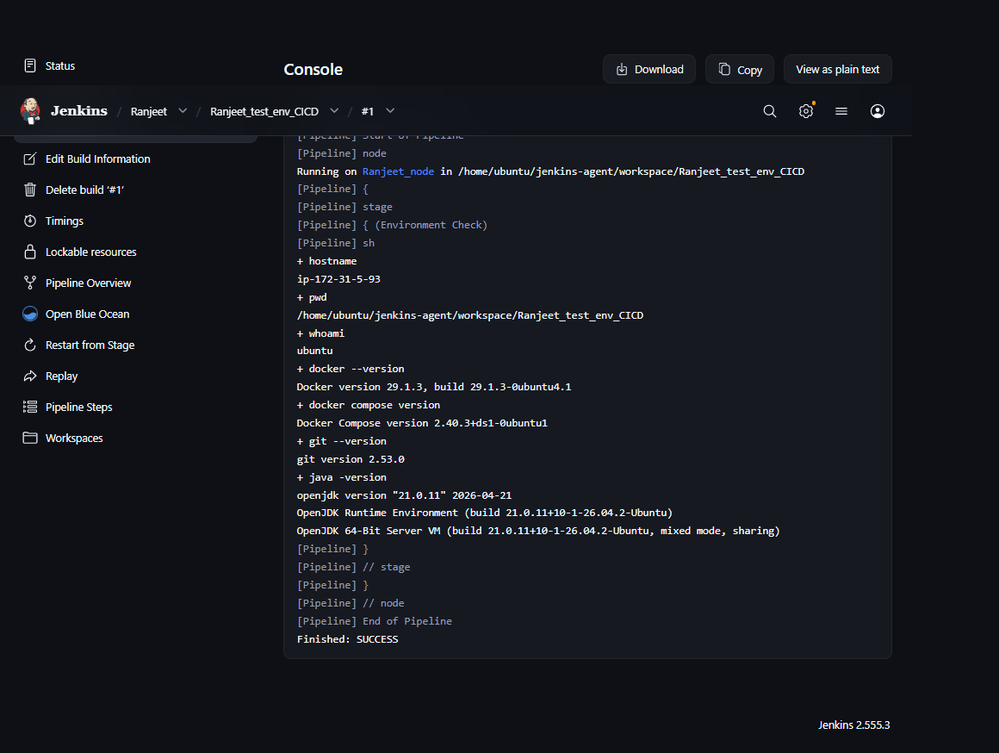 Status
Console
Download
Copy
View as plain text
Jenkins / Ranjeet / Ranjeet_test_env_CICD / #1
Edit Build Information
Delete build ‘#1’
Timings
Lockable resources
Pipeline Overview
Open Blue Ocean
Restart from Stage
Replay
Pipeline Steps
Workspaces
[Pipeline] Start of Pipeline
[Pipeline] node
Running on Ranjeet_node in /home/ubuntu/jenkins-agent/workspace/Ranjeet_test_env_CICD
[Pipeline] {
[Pipeline] stage
[Pipeline] { (Environment Check)
[Pipeline] sh
+ hostname
ip-172-31-5-93
+ pwd
/home/ubuntu/jenkins-agent/workspace/Ranjeet_test_env_CICD
+ whoami
ubuntu
+ docker --version
Docker version 29.1.3, build 29.1.3-0ubuntu4.1
+ docker compose version
Docker Compose version 2.40.3+ds1-0ubuntu1
+ git --version
git version 2.53.0
+ java -version
openjdk version "21.0.11" 2026-04-21
OpenJDK Runtime Environment (build 21.0.11+10-1-26.04.2-Ubuntu)
OpenJDK 64-Bit Server VM (build 21.0.11+10-1-26.04.2-Ubuntu, mixed mode, sharing)
[Pipeline] }
[Pipeline] // stage
[Pipeline] }
[Pipeline] // node
[Pipeline] End of Pipeline
Finished: SUCCESS
Jenkins 2.555.3